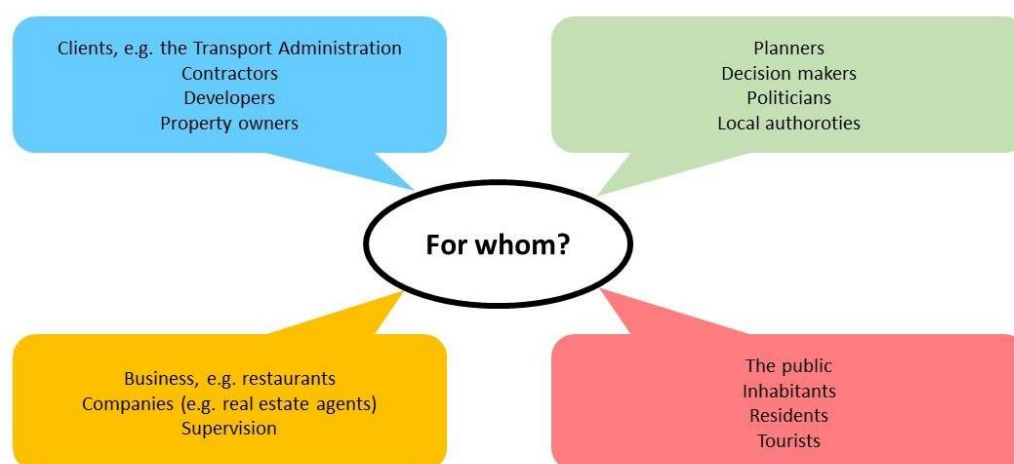 Clients, e.g. the Transport Administration
Contractors
Developers
Property owners
Planners
Decision makers
Politicians
Local authoroties
For whom?
Business, e.g. restaurants
Companies (e.g. real estate agents)
Supervision
The public
Inhabitants
Residents
Tourists